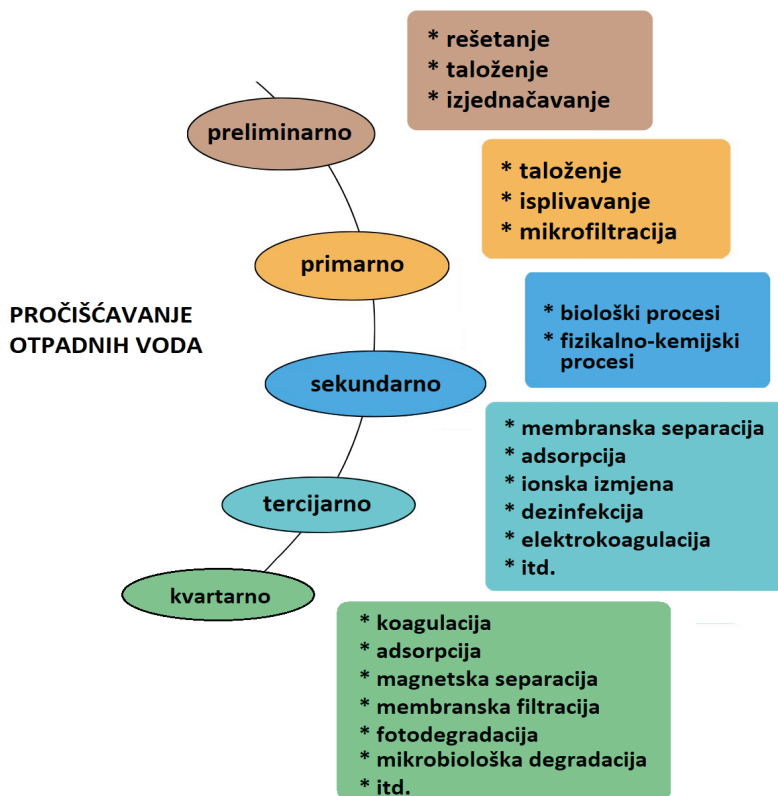 PROČIŠĆAVANJE
OTPADNIH VODA
preliminarno
* rešetanje
* taloženje
* izjednačavanje
primarno
* taloženje
* isplivavanje
* mikrofiltracija
sekundarno
* biološki procesi
* fizikalno-kemijski
procesi
tercijarno
* membranska separacija
* adsorpcija
* ionska izmjena
* dezinfekcija
* elektrokoagulacija
* itd.
kvartarno
* koagulacija
* adsorpcija
* magnetska separacija
* membranska filtracija
* fotodegradacija
* mikrobiološka degradacija
* itd.